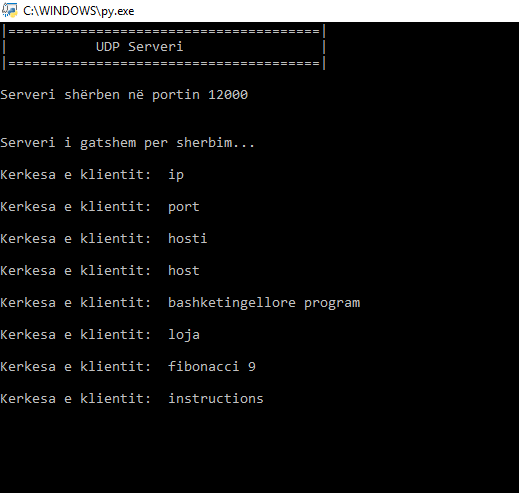 C:\WINDOWS\py.exe
|=======================================|
|           UDP Serveri                 |
|=======================================|
Serveri shërben në portin 12000
Serveri i gatshem per sherbim...
Kerkesa e klientit:  ip
Kerkesa e klientit:  port
Kerkesa e klientit:  hosti
Kerkesa e klientit:  host
Kerkesa e klientit:  bashketingellore program
Kerkesa e klientit:  loja
Kerkesa e klientit:  fibonacci 9
Kerkesa e klientit:  instructions